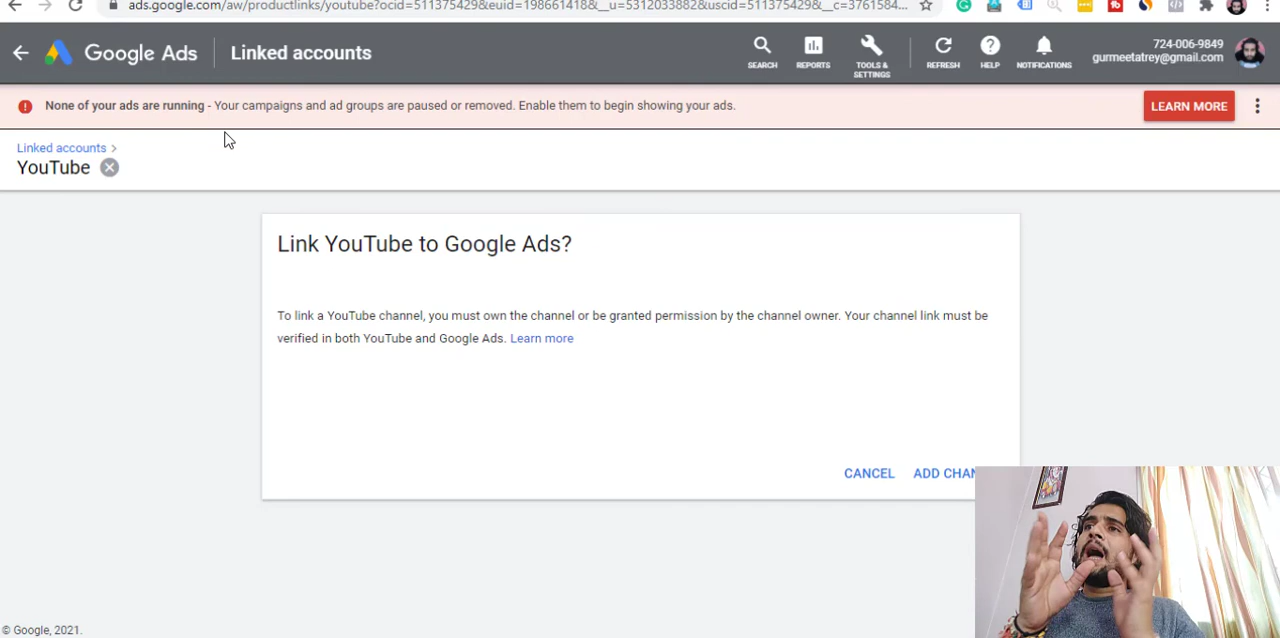 ads.google.com/aw/productlinks/youtube?ocid=511375429&euid=198661418&__u=5312033882&uscid=511375429&__c=3761584...
Google Ads
Linked accounts
SEARCH
REPORTS
TOOLS &
SETTINGS
REFRESH
HELP
NOTIFICATIONS
724-006-9849
gurmeetatrey@gmail.com
None of your ads are running - Your campaigns and ad groups are paused or removed. Enable them to begin showing your ads.
LEARN MORE
Linked accounts >
YouTube
Link YouTube to Google Ads?
To link a YouTube channel, you must own the channel or be granted permission by the channel owner. Your channel link must be
verified in both YouTube and Google Ads. Learn more
CANCEL
ADD CHAN
© Google, 2021.